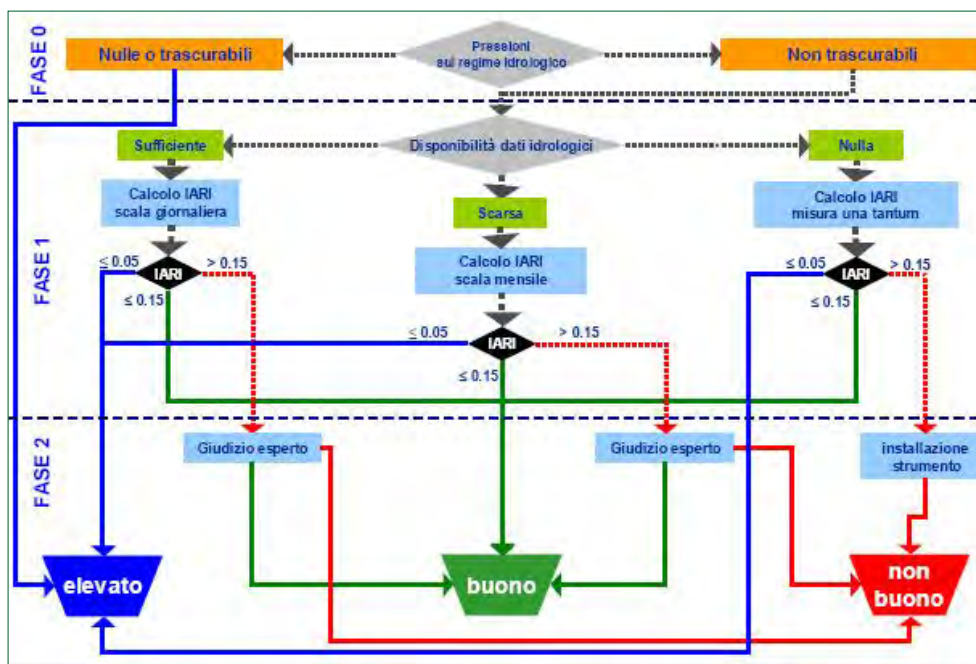 FASE 0
Nulle o trascurabili
Pressioni
sul regime idrologico
Non trascurabili
FASE 1
Sufficiente
Disponibilità dati idrologici
Nulla
Calcolo IARI
scala giornaliera
Scarsa
Calcolo IARI
misura una tantum
≤ 0.05
IARI
> 0.15
≤ 0.15
Calcolo IARI
scala mensile
≤ 0.05
IARI
> 0.15
≤ 0.15
≤ 0.05
IARI
> 0.15
≤ 0.15
FASE 2
Giudizio esperto
Giudizio esperto
installazione
strumento
elevato
buono
non
buono